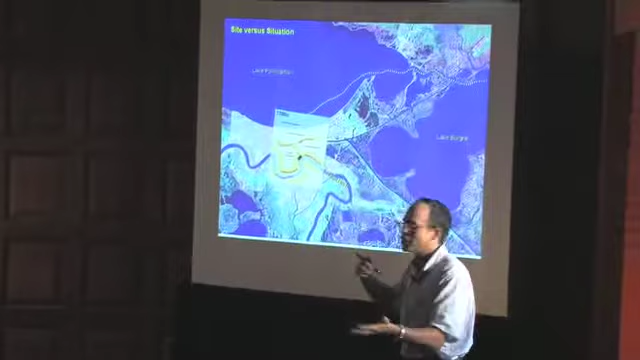 Site versus Situation
Lake Pontchartrain
Lake Borgne